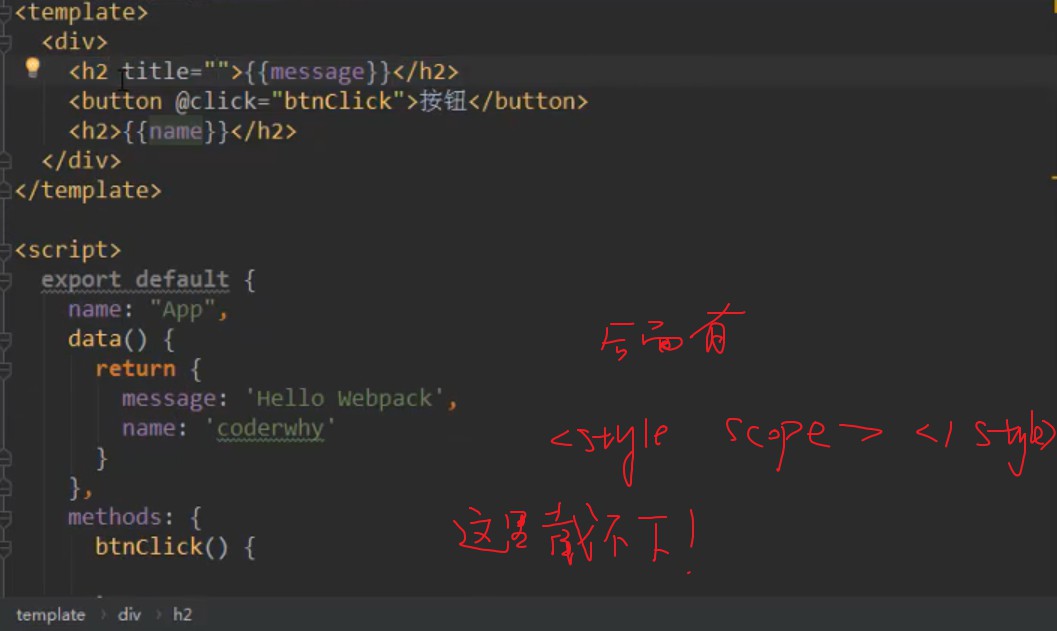 <template>
<div>
<h2 title="">{{message}}</h2>
<button @click="btnClick">按钮</button>
<h2>{{name}}</h2>
</div>
</template>
<script>
export default {
name: "App",
data() {
return {
message: 'Hello Webpack',
name: 'coderwhy'
}
},
methods: {
btnClick() {
后面有
<style scope> </style>
这里截不下!
template › div › h2